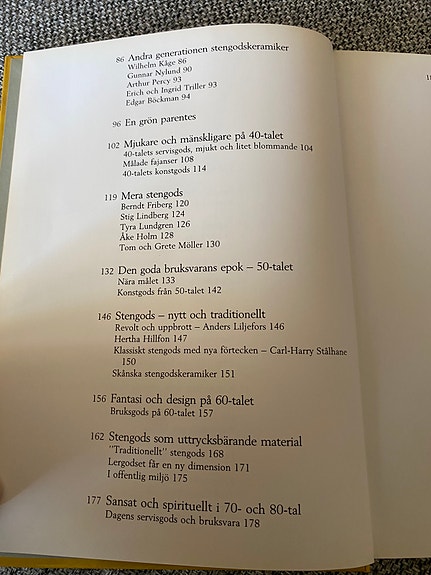 86 Andra generationen stengodskeramiker
Wilhelm Kåge 86
Gunnar Nylund 90
Arthur Percy 93
Erich och Ingrid Triller 93
Edgar Böckman 94
96 En grön parentes
102 Mjukare och mänskligare på 40-talet
40-talets servisgods, mjukt och litet blommande 104
Målade fajanser 108
40-talets konstgods 114
119 Mera stengods
Berndt Friberg 120
Stig Lindberg 124
Tyra Lundgren 126
Åke Holm 128
Tom och Grete Möller 130
132 Den goda bruksvarans epok – 50-talet
Nära målet 133
Konstgods från 50-talet 142
146 Stengods – nytt och traditionellt
Revolt och uppbrott – Anders Liljefors 146
Hertha Hillfon 147
Klassiskt stengods med nya förtecken – Carl-Harry Stålhane
150
Skånska stengodskeramiker 151
156 Fantasi och design på 60-talet
Bruksgods på 60-talet 157
162 Stengods som uttrycksbärande material
"Traditionellt" stengods 168
Lergodset får en ny dimension 171
I offentlig miljö 175
177 Sansat och spirituellt i 70- och 80-tal
Dagens servisgods och bruksvara 178